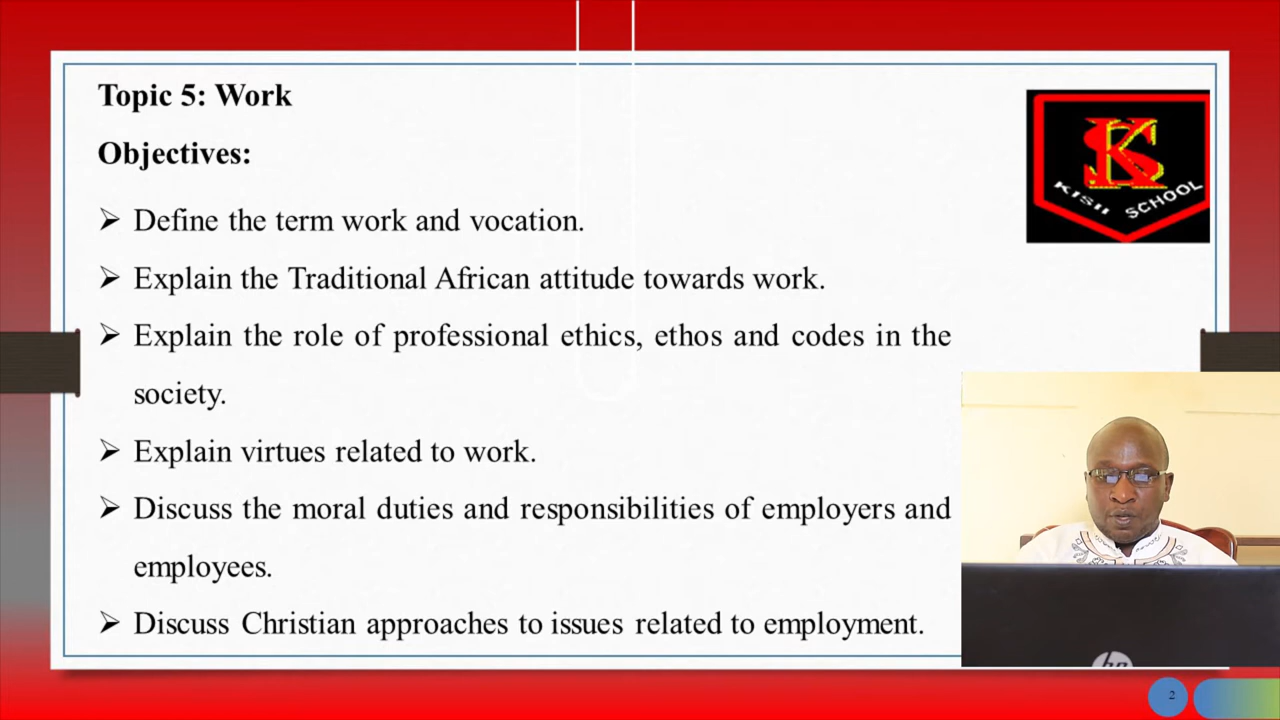 Topic 5: Work
Objectives:
➢ Define the term work and vocation.
➢ Explain the Traditional African attitude towards work.
➢ Explain the role of professional ethics, ethos and codes in the
society.
➢ Explain virtues related to work.
➢ Discuss the moral duties and responsibilities of employers and
employees.
➢ Discuss Christian approaches to issues related to employment.
KS
KISII SCHOOL
hp
2